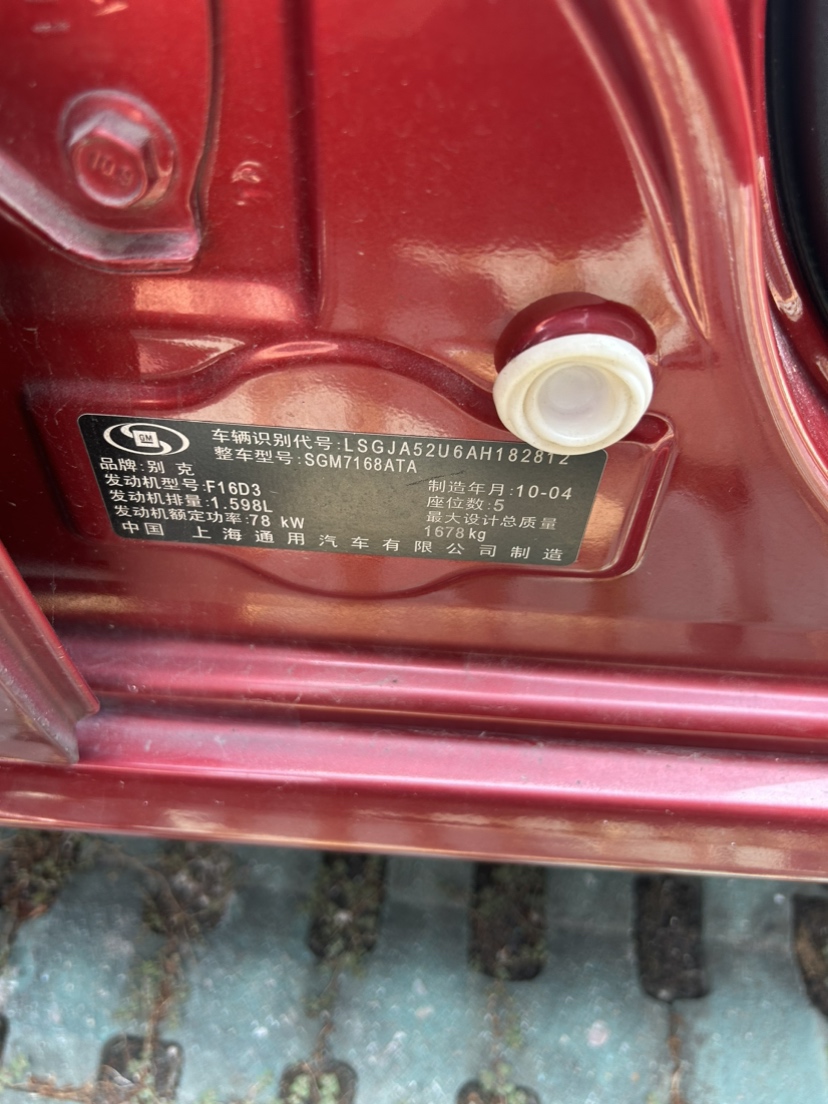 10.9
GM
车辆识别代号:LSGJA52U6AH182812
整车型号:SGM7168ATA
品牌:别 克
发动机型号:F16D3
制造年月:10-04
发动机排量:1.598L
座位数:5
发动机额定功率:78 kW
最大设计总质量
1678kg
中国 上海通用汽车有限公司制造